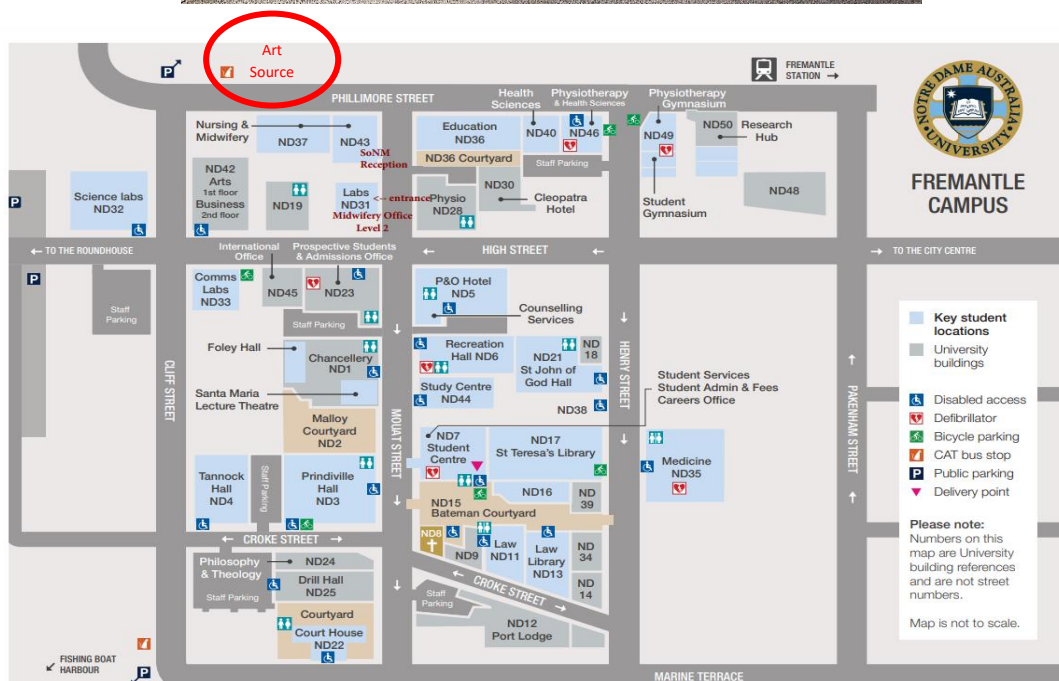 Art
Source
P
P
FREMANTLE
STATION →
PHILLIMORE STREET
Health
Sciences
Physiotherapy
& Health Sciences
Physiotherapy
Gymnasium
NOTRE DAME AUSTRALIA
UNIVERSITY
FREMANTLE
CAMPUS
Nursing &
Midwifery
ND37
ND43
SoNM
Reception
Education
ND36
ND40
ND46
ND49
ND50
Research
Hub
ND36 Courtyard
Staff Parking
ND42
Arts
1st floor
Business
2nd floor
ND19
Labs
ND31
<-- entrance
Midwifery Office
Level 2
Physio
ND28
ND30
Cleopatra
Hotel
Student
Gymnasium
ND48
P
Science labs
ND32
← TO THE ROUNDHOUSE
HIGH STREET
→ TO THE CITY CENTRE
International
Office
Prospective Students
& Admissions Office
P
Comms
Labs
ND33
ND45
ND23
Staff Parking
Staff
Parking
P&O Hotel
ND5
Counselling
Services
Foley Hall
Chancellery
ND1
Santa Maria
Lecture Theatre
Malloy
Courtyard
ND2
Recreation
Hall ND6
ND21
St John of
God Hall
ND
18
Study Centre
ND44
ND38
CLIFF STREET
MOUAT STREET
HENRY STREET
PAKENHAM STREET
Student Services
Student Admin & Fees
Careers Office
ND7
Student
Centre
ND17
St Teresa's Library
Medicine
ND35
Tannock
Hall
ND4
Staff Parking
Prindiville
Hall
ND3
ND15
Bateman Courtyard
ND16
ND
39
← CROKE STREET →
ND8
ND9
Law
ND11
Law
Library
ND13
ND
34
ND
14
Philosophy
& Theology
Staff Parking
ND24
Drill Hall
ND25
Courtyard
Court House
ND22
← CROKE STREET →
Staff
Parking
ND12
Port Lodge
FISHING BOAT
HARBOUR
P
MARINE TERRACE
Key student
locations
University
buildings
Disabled access
Defibrillator
Bicycle parking
CAT bus stop
P Public parking
Delivery point
Please note:
Numbers on this
map are University
building references
and are not street
numbers.
Map is not to scale.